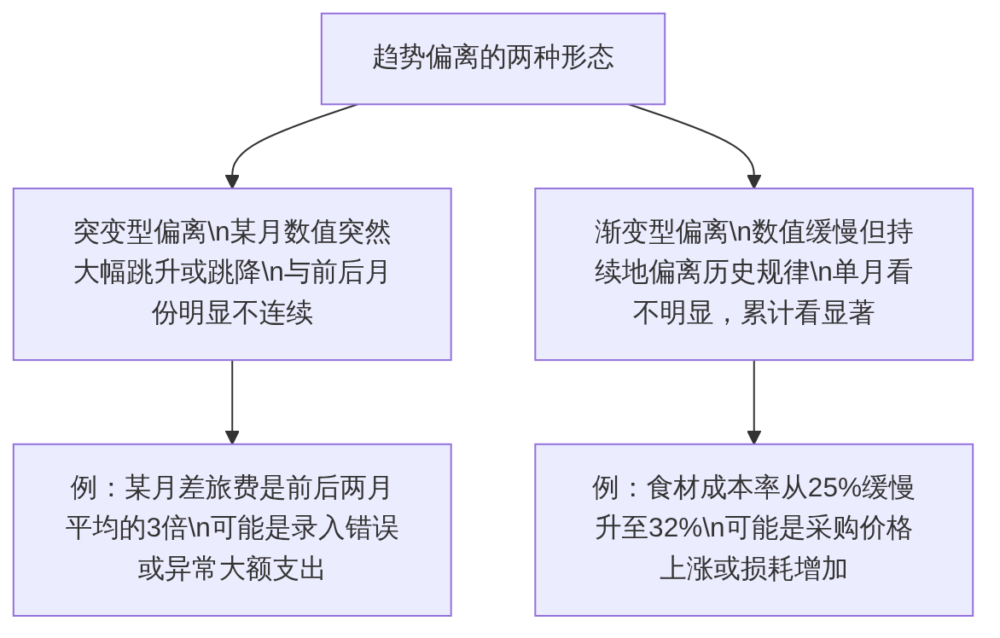 趋势偏离的两种形态
突变型偏离\n某月数值突然
大幅跳升或跳降\n与前后月
份明显不连续
渐变型偏离\n数值缓慢但持
续地偏离历史规律\n单月看
不明显，累计看显著
例：某月差旅费是前后两月
平均的3倍\n可能是录入错误
或异常大额支出
例：食材成本率从25%缓慢
升至32%\n可能是采购价格
上涨或损耗增加